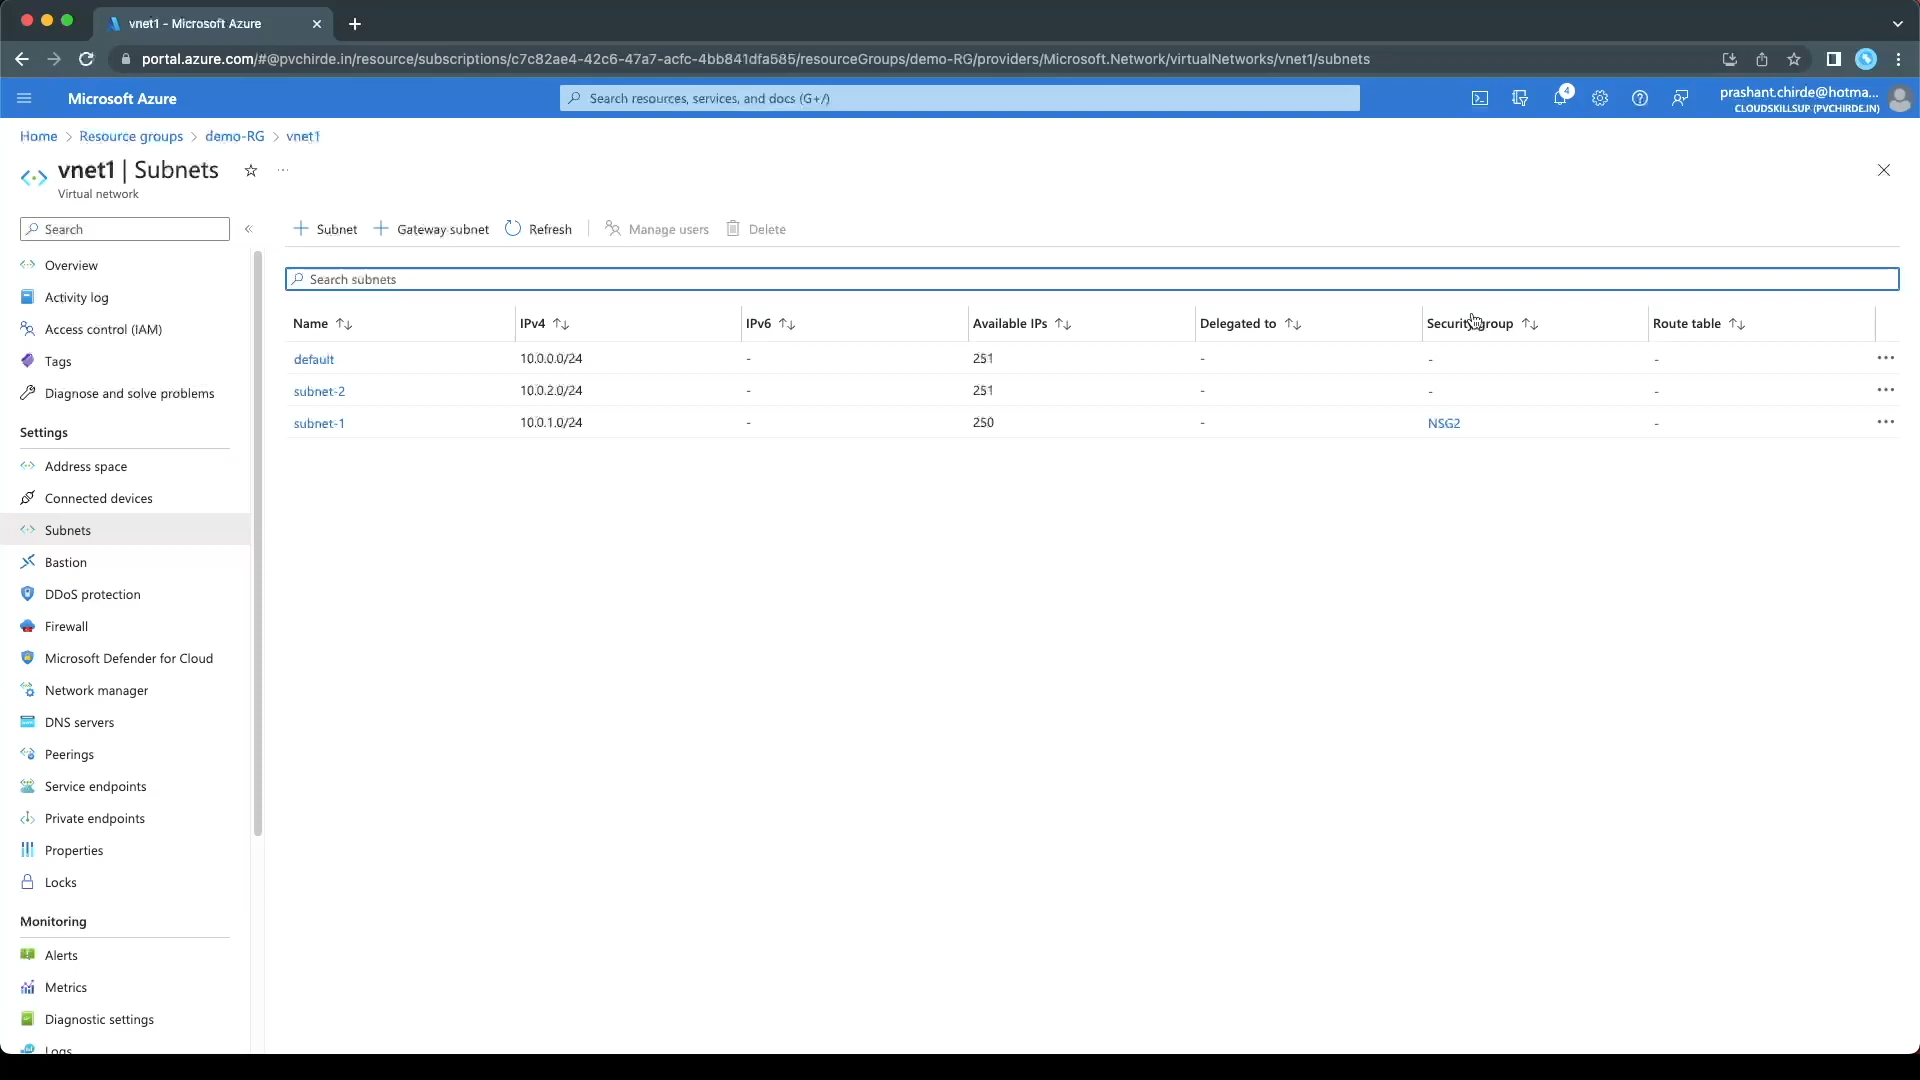 vnet1 - Microsoft Azure
portal.azure.com/#@pvchirde.in/resource/subscriptions/c7c82ae4-42c6-47a7-acfc-4bb841dfa585/resourceGroups/demo-RG/providers/Microsoft.Network/virtualNetworks/vnet1/subnets
Microsoft Azure
Search resources, services, and docs (G+/)
4
prashant.chirde@hotma...
CLOUDSKILLSUP (PVCHIRDE.IN)
Home > Resource groups > demo-RG > vnet1
vnet1 | Subnets
Virtual network
Search
Subnet Gateway subnet Refresh Manage users Delete
Search subnets
Name IPv4 IPv6 Available IPs Delegated to Security group Route table
default 10.0.0.0/24 - 251 - - -
subnet-2 10.0.2.0/24 - 251 - - -
subnet-1 10.0.1.0/24 - 250 - NSG2 -
Overview
Activity log
Access control (IAM)
Tags
Diagnose and solve problems
Settings
Address space
Connected devices
Subnets
Bastion
DDoS protection
Firewall
Microsoft Defender for Cloud
Network manager
DNS servers
Peerings
Service endpoints
Private endpoints
Properties
Locks
Monitoring
Alerts
Metrics
Diagnostic settings
Logs